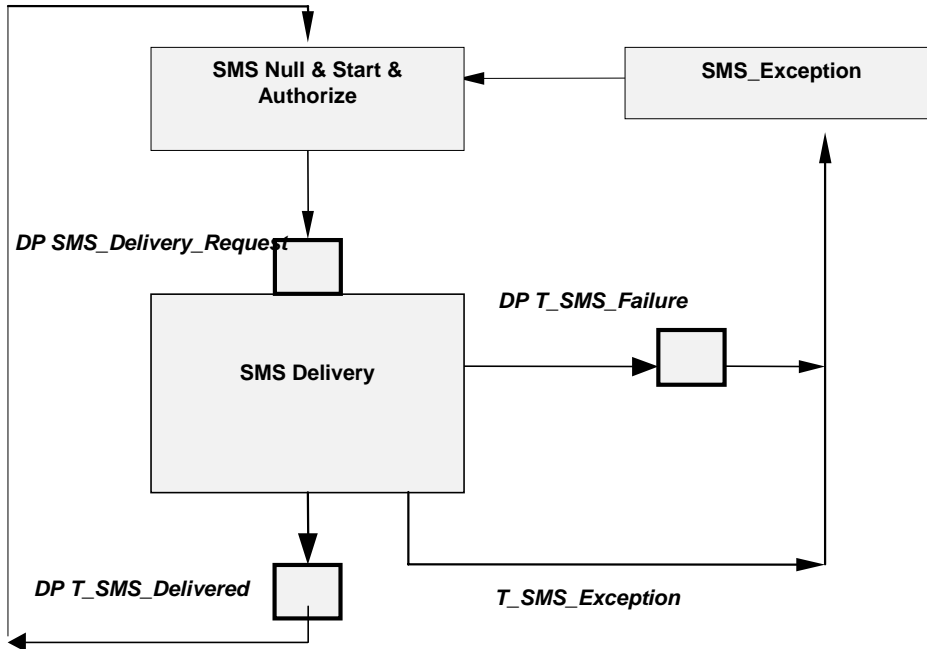 SMS Null & Start &
Authorize
SMS_Exception
DP SMS_Delivery_Request
DP T_SMS_Failure
SMS Delivery
DP T_SMS_Delivered
T_SMS_Exception